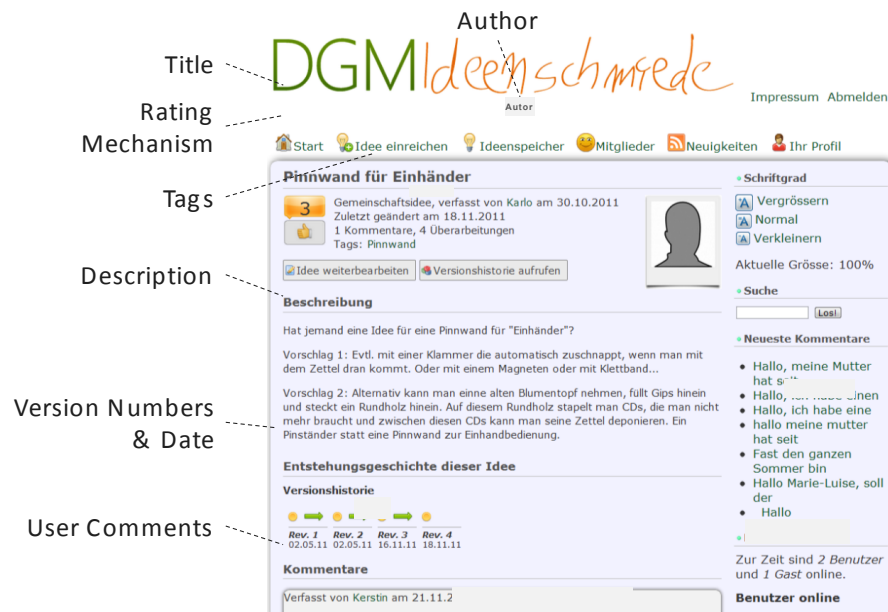 Author
Title
Rating
Mechanism
Tags
Description
Version Numbers
& Date
User Comments
DGM Ideenschmiede
Autor
Impressum Abmelden
Start Idee einreichen Ideenspeicher Mitglieder Neuigkeiten Ihr Profil
Pinnwand für Einhänder
3
Gemeinschaftsidee, verfasst von Karlo am 30.10.2011
Zuletzt geändert am 18.11.2011
1 Kommentare, 4 Überarbeitungen
Tags: Pinnwand
Idee weiterbearbeiten Versionshistorie aufrufen
Beschreibung
Hat jemand eine Idee für eine Pinnwand für "Einhänder"?
Vorschlag 1: Evtl. mit einer Klammer die automatisch zuschnappt, wenn man mit
dem Zettel dran kommt. Oder mit einem Magneten oder mit Klettband...
Vorschlag 2: Alternativ kann man einne alten Blumentopf nehmen, füllt Gips hinein
und steckt ein Rundholz hinein. Auf diesem Rundholz stapelt man CDs, die man nicht
mehr braucht und zwischen diesen CDs kann man seine Zettel deponieren. Ein
Pinständer statt eine Pinnwand zur Einhandbedienung.
Entstehungsgeschichte dieser Idee
Versionshistorie
Rev. 1 Rev. 2 Rev. 3 Rev. 4
02.05.11 02.05.11 16.11.11 18.11.11
Kommentare
Verfasst von Kerstin am 21.11.2
Schriftgrad
A Vergrössern
A Normal
A Verkleinern
Aktuelle Grösse: 100%
Suche
Los!
Neueste Kommentare
Hallo, meine Mutter
hat
Hallo, einen
Hallo, ich habe eine
hallo meine mutter
hat seit
Fast den ganzen
Sommer bin
Hallo Marie-Luise, soll
der
Hallo
Zur Zeit sind 2 Benutzer
und 1 Gast online.
Benutzer online